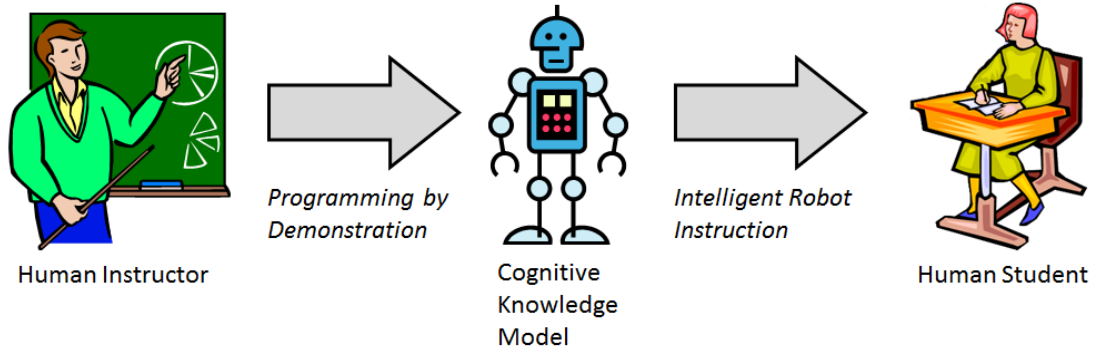 Programming by
Demonstration
Intelligent Robot
Instruction
Human Instructor
Cognitive
Knowledge
Model
Human Student